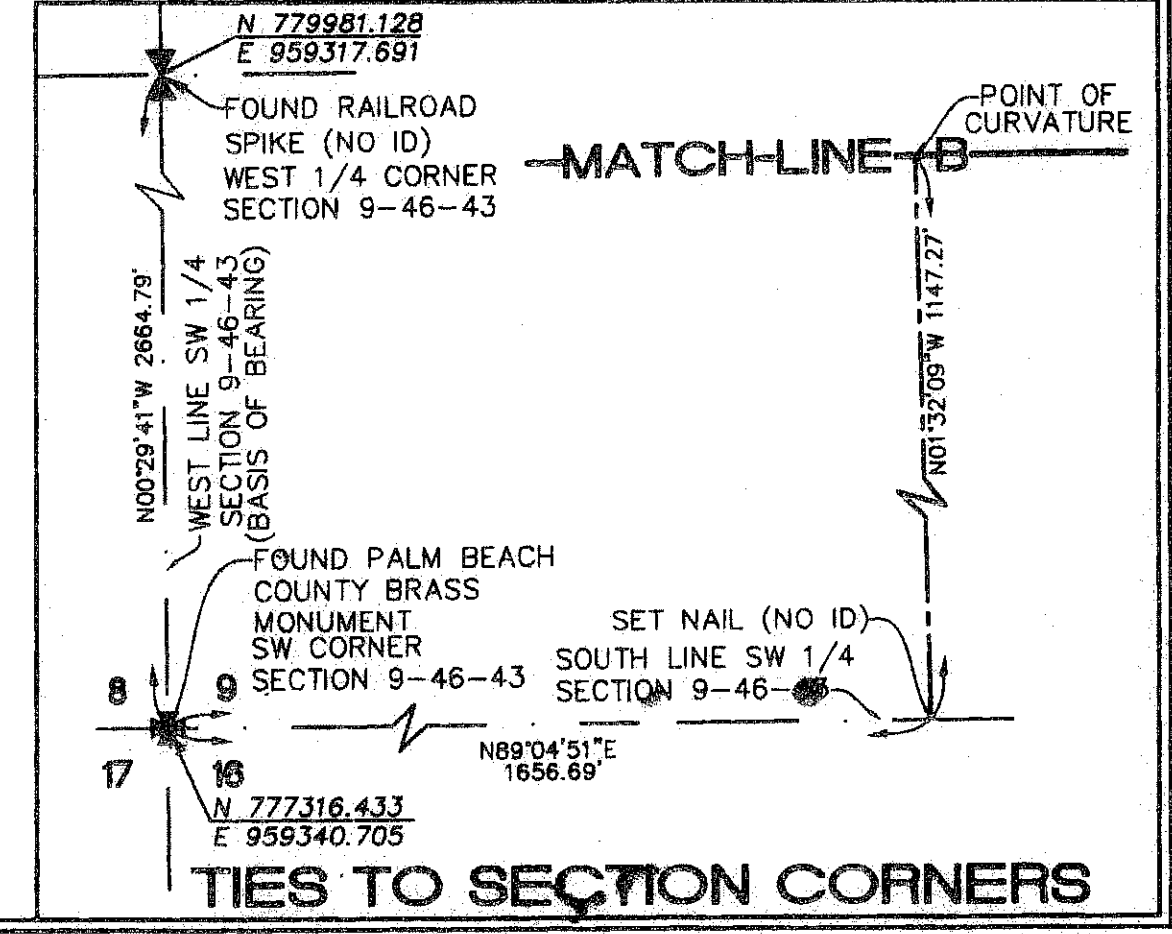 N 779981.128
E 959317.691
FOUND RAILROAD
SPIKE (NO ID)
WEST 1/4 CORNER
SECTION 9-46-43
POINT OF
CURVATURE
MATCH-LINE-B
N00°29'41"W 2664.79'
WEST LINE SW 1/4
SECTION 9-46-43
(BASIS OF BEARING)
N01°32'09"W 1147.27'
FOUND PALM BEACH
COUNTY BRASS
MONUMENT
SW CORNER
SECTION 9-46-43
SET NAIL (NO ID)
SOUTH LINE SW 1/4
SECTION 9-46-
8
9
17
16
N89°04'51"E
1656.69'
N 777316.433
E 959340.705
TIES TO SECTION CORNERS